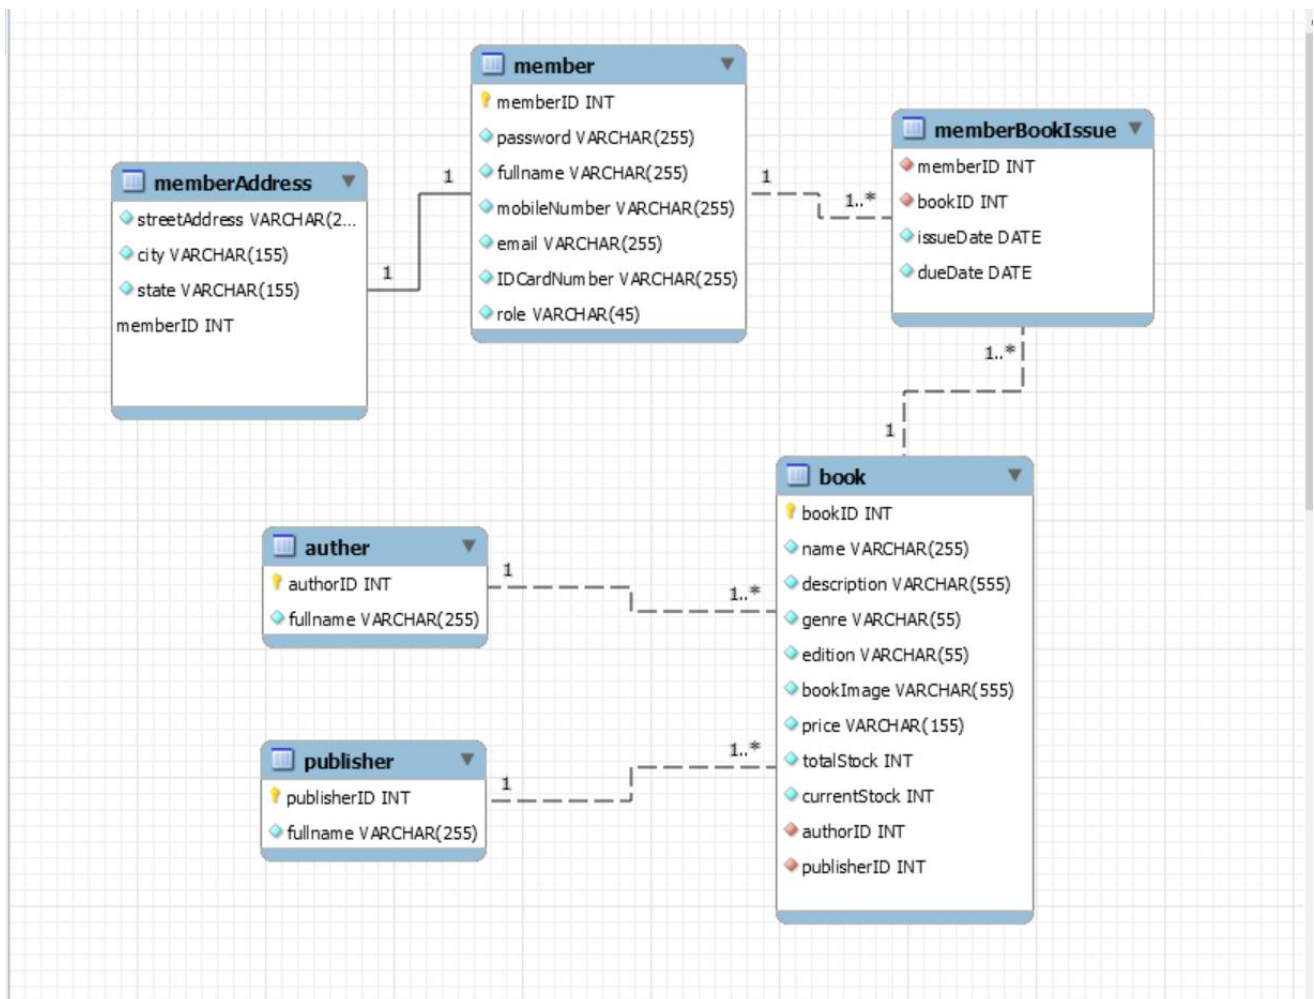 member
memberID INT
password VARCHAR(255)
fullname VARCHAR(255)
mobileNumber VARCHAR(255)
email VARCHAR(255)
IDCardNumber VARCHAR(255)
role VARCHAR(45)
memberBookIssue
memberID INT
bookID INT
issueDate DATE
dueDate DATE
memberAddress
streetAddress VARCHAR(2...
city VARCHAR(155)
state VARCHAR(155)
memberID INT
1
1
1
1..*
1..*
1
book
bookID INT
name VARCHAR(255)
description VARCHAR(555)
genre VARCHAR(55)
edition VARCHAR(55)
bookImage VARCHAR(555)
price VARCHAR(155)
totalStock INT
currentStock INT
authorID INT
publisherID INT
auther
authorID INT
fullname VARCHAR(255)
1
1..*
publisher
publisherID INT
fullname VARCHAR(255)
1
1..*